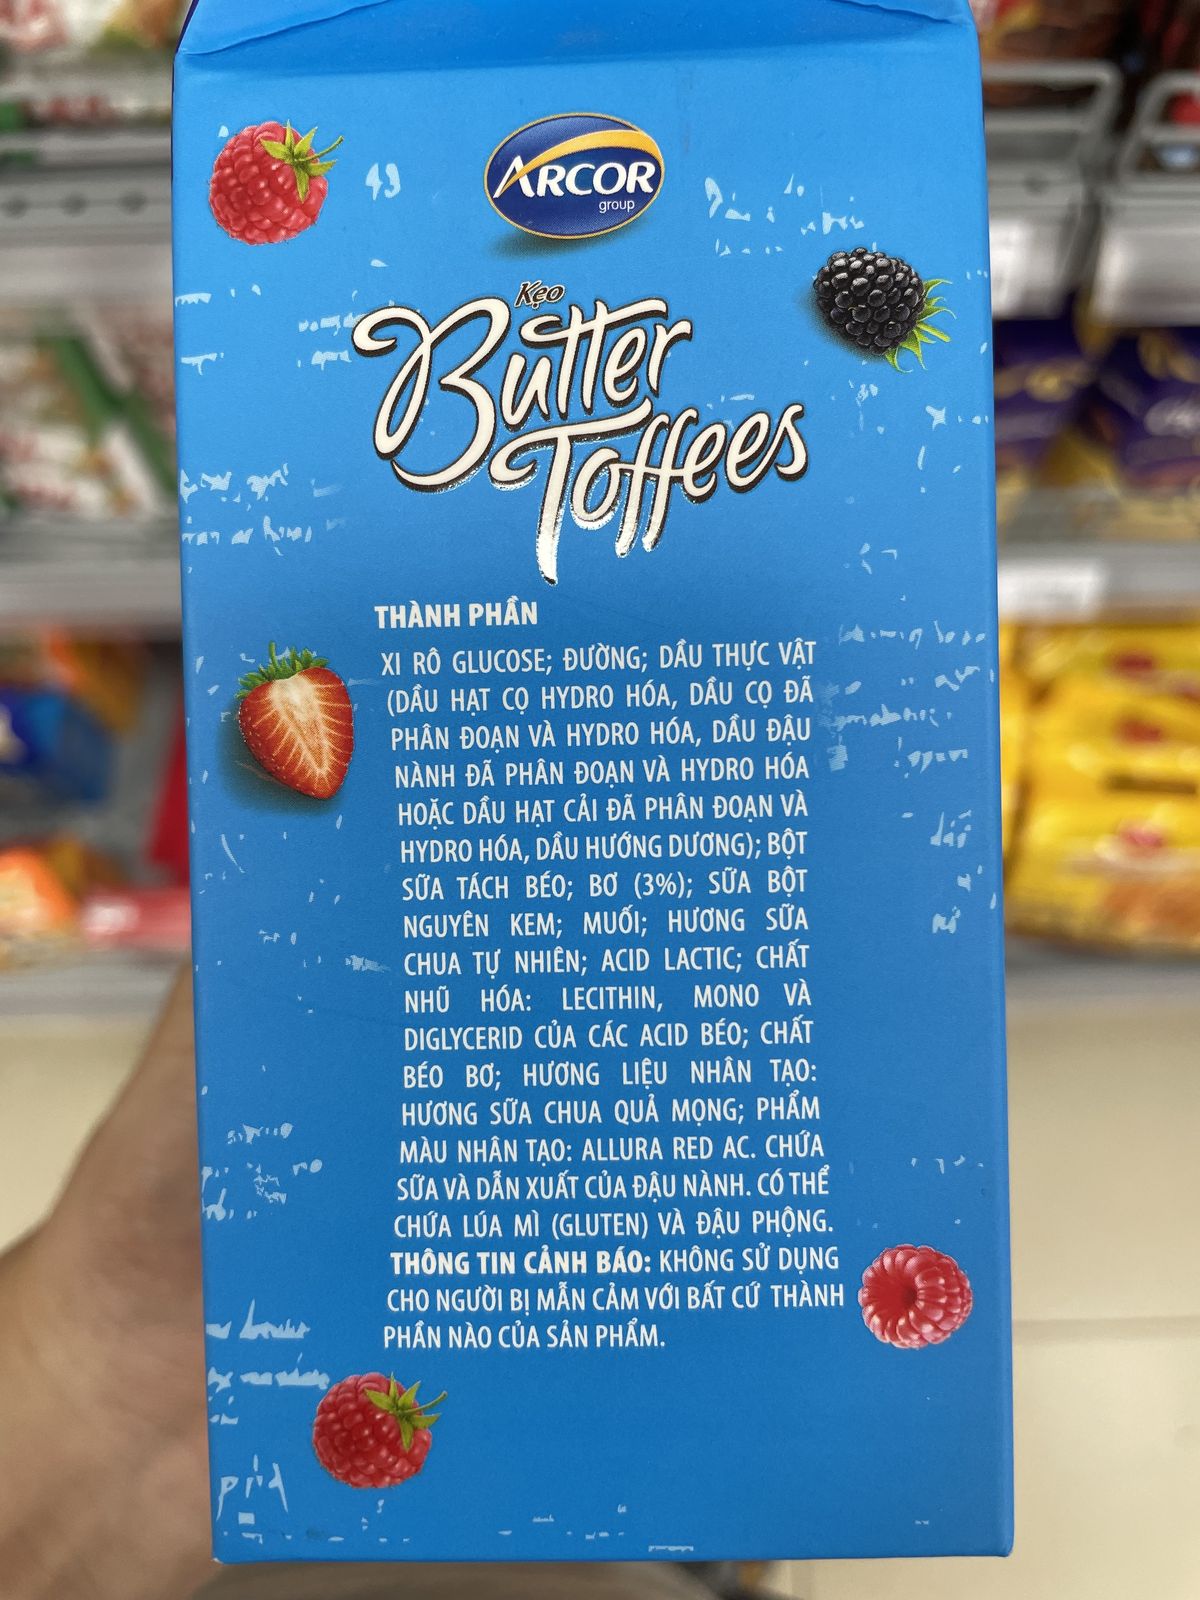 ARCOR
group
Kẹo
Butter
Toffees
THÀNH PHẦN
XI RÔ GLUCOSE; ĐƯỜNG; DẦU THỰC VẬT
(DẦU HẠT CỌ HYDRO HÓA, DẦU CỌ ĐÃ
PHÂN ĐOẠN VÀ HYDRO HÓA, DẦU ĐẬU
NÀNH ĐÃ PHÂN ĐOẠN VÀ HYDRO HÓA
HOẶC DẦU HẠT CẢI ĐÃ PHÂN ĐOẠN VÀ
HYDRO HÓA, DẦU HƯỚNG DƯƠNG); BỘT
SỮA TÁCH BÉO; BƠ (3%); SỮA BỘT
NGUYÊN KEM; MUỐI; HƯƠNG SỮA
CHUA TỰ NHIÊN; ACID LACTIC; CHẤT
NHŨ HÓA: LECITHIN, MONO VÀ
DIGLYCERID CỦA CÁC ACID BÉO; CHẤT
BÉO BƠ; HƯƠNG LIỆU NHÂN TẠO:
HƯƠNG SỮA CHUA QUẢ MỌNG; PHẨM
MÀU NHÂN TẠO: ALLURA RED AC. CHỨA
SỮA VÀ DẪN XUẤT CỦA ĐẬU NÀNH. CÓ THỂ
CHỨA LÚA MÌ (GLUTEN) VÀ ĐẬU PHỘNG.
THÔNG TIN CẢNH BÁO: KHÔNG SỬ DỤNG
CHO NGƯỜI BỊ MẪN CẢM VỚI BẤT CỨ THÀNH
PHẦN NÀO CỦA SẢN PHẨM.